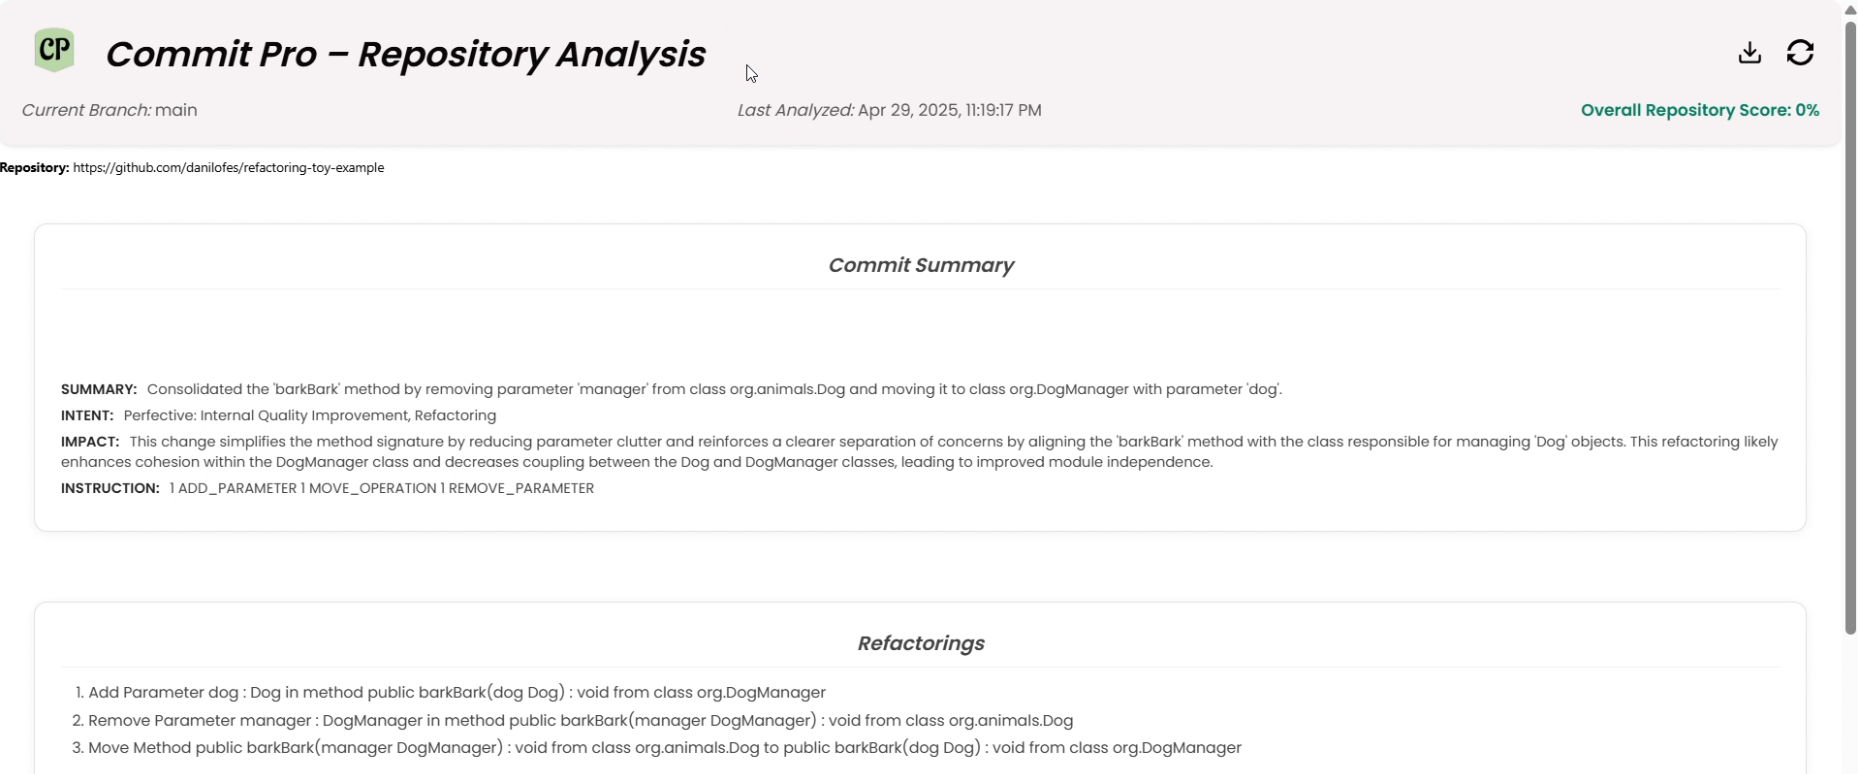 CP
Commit Pro – Repository Analysis
Current Branch: main
Last Analyzed: Apr 29, 2025, 11:19:17 PM
Overall Repository Score: 0%
Repository: https://github.com/danilofes/refactoring-toy-example
Commit Summary
SUMMARY: Consolidated the 'barkBark' method by removing parameter 'manager' from class org.animals.Dog and moving it to class org.DogManager with parameter 'dog'.
INTENT: Perfective: Internal Quality Improvement, Refactoring
IMPACT: This change simplifies the method signature by reducing parameter clutter and reinforces a clearer separation of concerns by aligning the 'barkBark' method with the class responsible for managing 'Dog' objects. This refactoring likely
enhances cohesion within the DogManager class and decreases coupling between the Dog and DogManager classes, leading to improved module independence.
INSTRUCTION: 1 ADD_PARAMETER 1 MOVE_OPERATION 1 REMOVE_PARAMETER
Refactorings
1. Add Parameter dog : Dog in method public barkBark(dog Dog) : void from class org.DogManager
2. Remove Parameter manager : DogManager in method public barkBark(manager DogManager) : void from class org.animals.Dog
3. Move Method public barkBark(manager DogManager) : void from class org.animals.Dog to public barkBark(dog Dog) : void from class org.DogManager